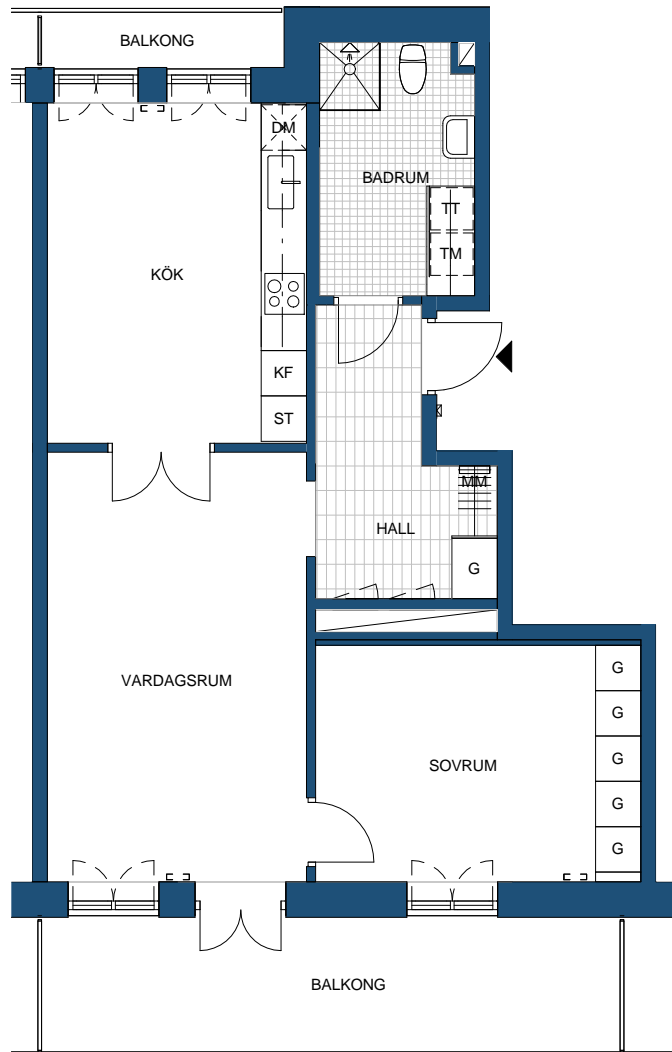 BALKONG
DM
BADRUM
TT
TM
KÖK
KF
ST
MM
HALL
G
VARDAGSRUM
SOVRUM
G
G
G
G
G
BALKONG